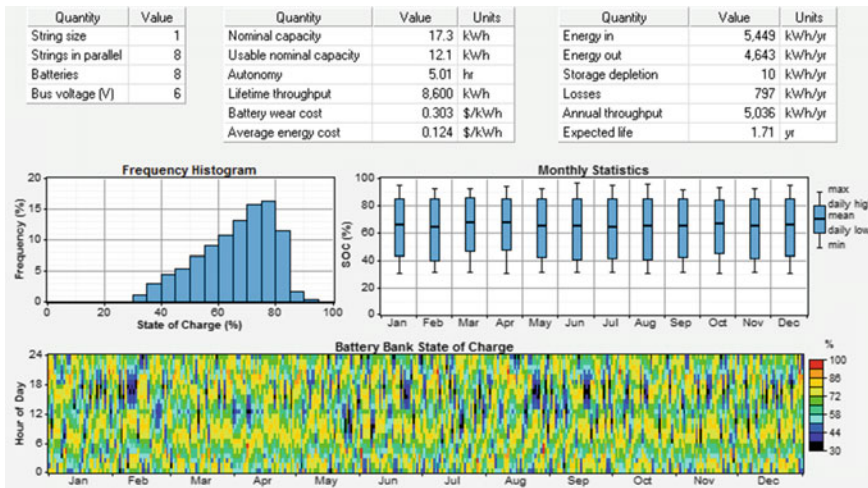 Quantity Value
String size 1
Strings in parallel 8
Batteries 8
Bus voltage (V) 6
Quantity Value Units
Nominal capacity 17.3 kWh
Usable nominal capacity 12.1 kWh
Autonomy 5.01 hr
Lifetime throughput 8,600 kWh
Battery wear cost 0.303 $/kWh
Average energy cost 0.124 $/kWh
Quantity Value Units
Energy in 5,449 kWh/yr
Energy out 4,643 kWh/yr
Storage depletion 10 kWh/yr
Losses 797 kWh/yr
Annual throughput 5,036 kWh/yr
Expected life 1.71 yr
Frequency Histogram
Frequency (%)
20
15
10
5
0
0 20 40 60 80 100
State of Charge (%)
Monthly Statistics
SOC (%)
100
80
60
40
20
0
Jan Feb Mar Apr May Jun Jul Aug Sep Oct Nov Dec
max
daily high
mean
daily low
min
Battery Bank State of Charge
Hour of Day
24
18
12
6
0
Jan Feb Mar Apr May Jun Jul Aug Sep Oct Nov Dec
%
100
86
72
58
44
30